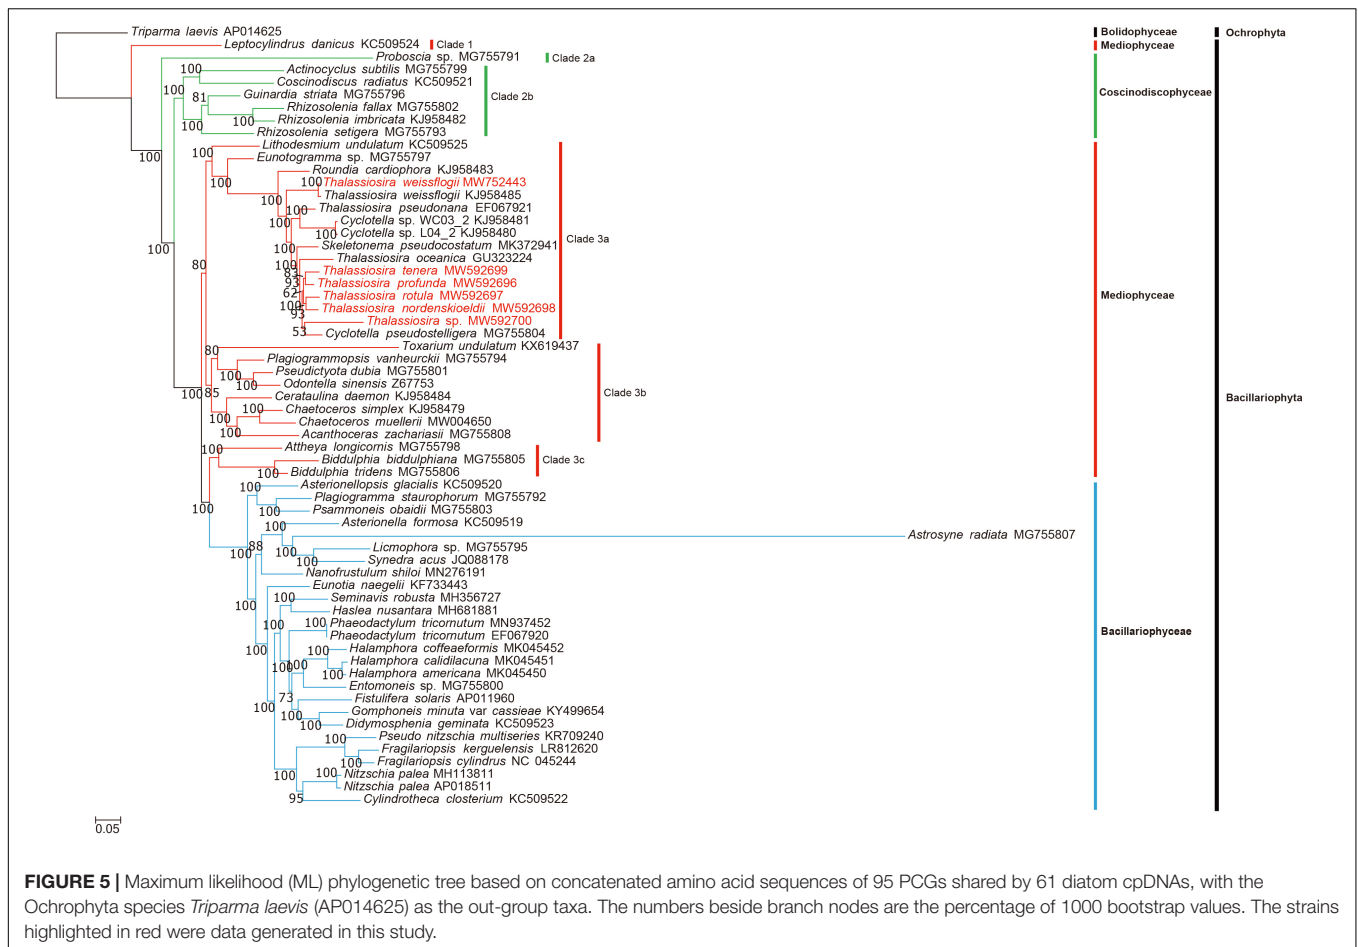 Triparma laevis AP014625
Leptocylindrus danicus KC509524
Clade 1
Proboscia sp. MG755791
Clade 2a
100
Actinocyclus subtilis MG755799
Coscinodiscus radiatus KC509521
100
81
Guinardia striata MG755796
Clade 2b
Rhizosolenia fallax MG755802
100
Rhizosolenia imbricata KJ958482
100
Rhizosolenia setigera MG755793
100
100
Lithodesmium undulatum KC509525
Eunotogramma sp. MG755797
Roundia cardiophora KJ958483
100
100
Thalassiosira weissflogii MW752443
Thalassiosira weissflogii KJ958485
100
100
Thalassiosira pseudonana EF067921
100
Cyclotella sp. WC03_2 KJ958481
100
Cyclotella sp. L04_2 KJ958480
Clade 3a
100
100
Skeletonema pseudocostatum MK372941
Thalassiosira oceanica GU323224
80
100
83
Thalassiosira tenera MW592699
93
Thalassiosira profunda MW592696
62
Thalassiosira rotula MW592697
100
Thalassiosira nordenskioeldii MW592698
93
Thalassiosira sp. MW592700
53
Cyclotella pseudostelligera MG755804
80
Toxarium undulatum KX619437
Plagiogrammopsis vanheurckii MG755794
100
Pseudictyota dubia MG755801
100
Odontella sinensis Z67753
100
85
Cerataulina daemon KJ958484
Clade 3b
100
Chaetoceros simplex KJ958479
100
Chaetoceros muellerii MW004650
100
Acanthoceras zachariasii MG755808
100
Attheya longicornis MG755798
Biddulphia biddulphiana MG755805
Clade 3c
100
Biddulphia tridens MG755806
100
Asterionellopsis glacialis KC509520
100
Plagiogramma staurophorum MG755792
100
Psammoneis obaidii MG755803
100
Asterionella formosa KC509519
Astrosyne radiata MG755807
100
88
100
Licmophora sp. MG755795
100
Synedra acus JQ088178
Nanofrustulum shiloi MN276191
Eunotia naegelii KF733443
100
100
Seminavis robusta MH356727
Haslea nusantara MH681881
100
100
Phaeodactylum tricornutum MN937452
Phaeodactylum tricornutum EF067920
100
100
Halamphora coffeaeformis MK045452
Halamphora calidilacuna MK045451
100
100
100
Halamphora americana MK045450
Entomoneis sp. MG755800
73
Fistulifera solaris AP011960
100
100
Gomphoneis minuta var cassieae KY499654
100
Didymosphenia geminata KC509523
100
Pseudo nitzschia multiseries KR709240
Fragilariopsis kerguelensis LR812620
100
Fragilariopsis cylindrus NC 045244
100
100
Nitzschia palea MH113811
Nitzschia palea AP018511
95
Cylindrotheca closterium KC509522
Bolidophyceae
Mediophyceae
Coscinodiscophyceae
Mediophyceae
Bacillariophyceae
Ochrophyta
Bacillariophyta
0.05
FIGURE 5 | Maximum likelihood (ML) phylogenetic tree based on concatenated amino acid sequences of 95 PCGs shared by 61 diatom cpDNAs, with the
Ochrophyta species Triparma laevis (AP014625) as the out-group taxa. The numbers beside branch nodes are the percentage of 1000 bootstrap values. The strains
highlighted in red were data generated in this study.